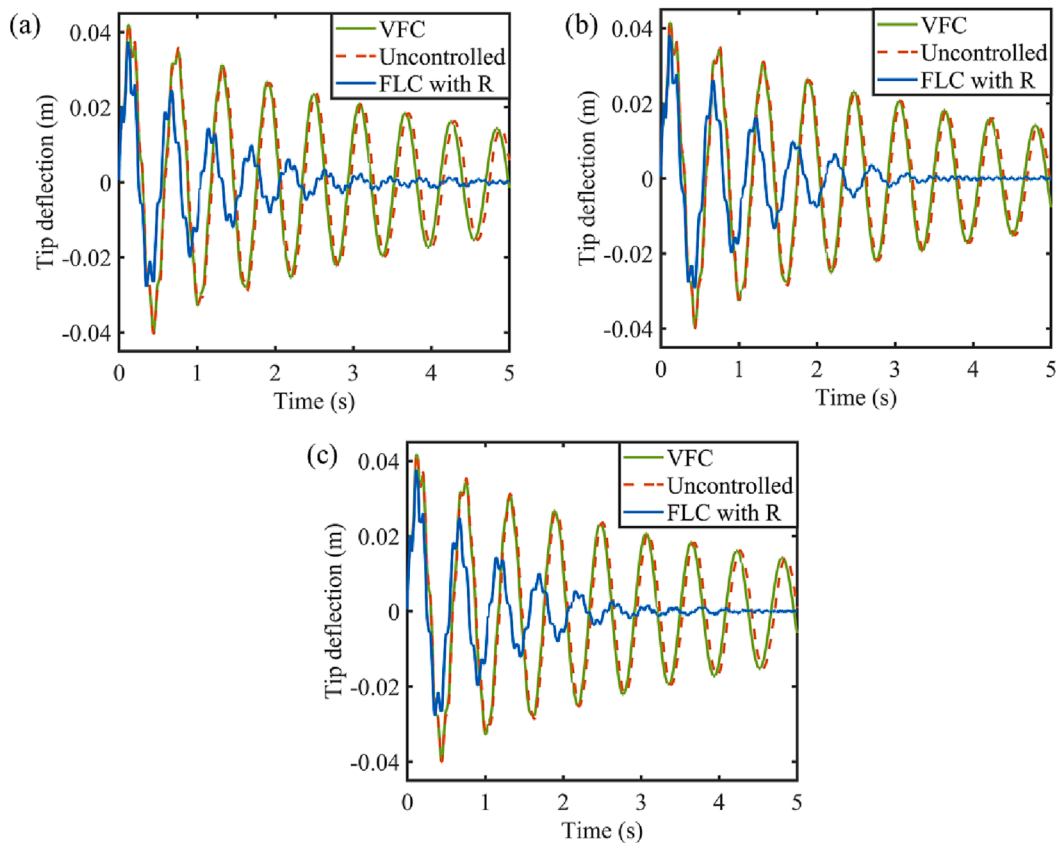 (a)
0.04
0.02
0
-0.02
-0.04
Tip deflection (m)
VFC
Uncontrolled
FLC with R
0 1 2 3 4 5
Time (s)
(b)
0.04
0.02
0
-0.02
-0.04
Tip deflection (m)
VFC
Uncontrolled
FLC with R
0 1 2 3 4 5
Time (s)
(c)
0.04
0.02
0
-0.02
-0.04
Tip deflection (m)
VFC
Uncontrolled
FLC with R
0 1 2 3 4 5
Time (s)